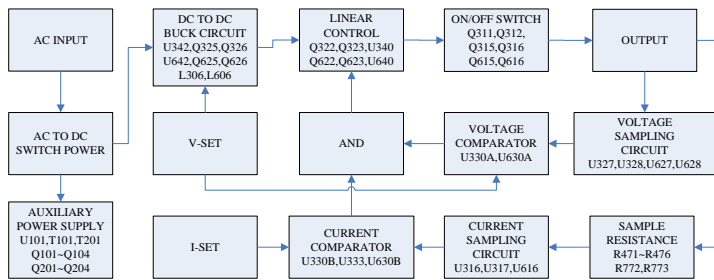 AC INPUT
DC TO DC
BUCK CIRCUIT
U342,Q325,Q326
U642,Q625,Q626
L306,L606
LINEAR
CONTROL
Q322,Q323,U340
Q622,Q623,U640
ON/OFF SWITCH
Q311,Q312,
Q315,Q316
Q615,Q616
OUTPUT
AC TO DC
SWITCH POWER
V-SET
AND
VOLTAGE
COMPARATOR
U330A,U630A
VOLTAGE
SAMPLING
CIRCUIT
U327,U328,U627,U628
AUXILIARY
POWER SUPPLY
U101,T101,T201
Q101~Q104
Q201~Q204
I-SET
CURRENT
COMPARATOR
U330B,U333,U630B
CURRENT
SAMPLING
CIRCUIT
U316,U317,U616
SAMPLE
RESISTANCE
R471~R476
R772,R773